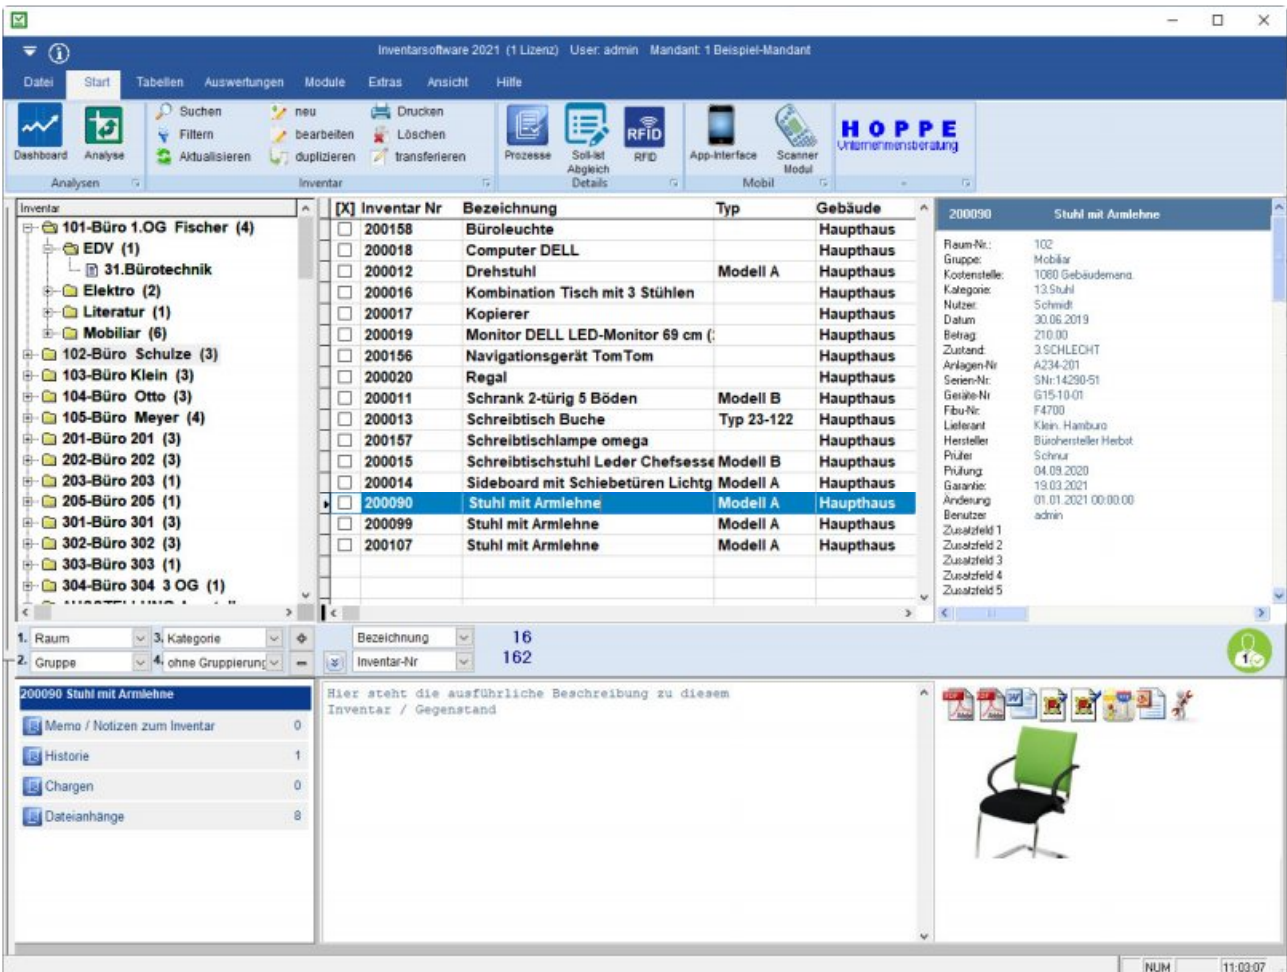 Inventarsoftware 2021 (1 Lizenz) User: admin Mandant: 1 Beispiel-Mandant
Datei Start Tabellen Auswertungen Module Extras Ansicht Hilfe
Suchen neu Drucken
Filtern bearbeiten Löschen
Aktualisieren duplizieren transferieren
Dashboard Analyse Prozesse Soll-Ist Abgleich RFID RFID App-Interface Scanner Modul
HOPPE
Unternehmensberatung
Analysen Inventar Details Mobil
Inventar
101-Büro 1.OG Fischer (4)
EDV (1)
31.Bürotechnik
Elektro (2)
Literatur (1)
Mobiliar (6)
102-Büro Schulze (3)
103-Büro Klein (3)
104-Büro Otto (3)
105-Büro Meyer (4)
201-Büro 201 (3)
202-Büro 202 (3)
203-Büro 203 (1)
205-Büro 205 (1)
301-Büro 301 (3)
302-Büro 302 (3)
303-Büro 303 (1)
304-Büro 304 3 OG (1)
[X] Inventar Nr Bezeichnung Typ Gebäude
200158 Büroleuchte Haupthaus
200018 Computer DELL Haupthaus
200012 Drehstuhl Modell A Haupthaus
200016 Kombination Tisch mit 3 Stühlen Haupthaus
200017 Kopierer Haupthaus
200019 Monitor DELL LED-Monitor 69 cm (: Haupthaus
200156 Navigationsgerät TomTom Haupthaus
200020 Regal Haupthaus
200011 Schrank 2-türig 5 Böden Modell B Haupthaus
200013 Schreibtisch Buche Typ 23-122 Haupthaus
200157 Schreibtischlampe omega Haupthaus
200015 Schreibtischstuhl Leder Chefsesse Modell B Haupthaus
200014 Sideboard mit Schiebetüren Lichtg Modell A Haupthaus
200090 Stuhl mit Armlehne Modell A Haupthaus
200099 Stuhl mit Armlehne Modell A Haupthaus
200107 Stuhl mit Armlehne Modell A Haupthaus
200090 Stuhl mit Armlehne
Raum-Nr.: 102
Gruppe: Mobiliar
Kostenstelle: 1080 Gebäudemang.
Kategorie: 13.Stuhl
Nutzer: Schmidt
Datum 30.06.2019
Betrag: 210.00
Zustand: 3.SCHLECHT
Anlagen-Nr A234-201
Serien-Nr.: SNr:14290-51
Geräte-Nr G15-10-01
Fibu-Nr: F4700
Lieferant Klein, Hamburg
Hersteller Bürohersteller Herbst
Prüfer Schnur
Prüfung: 04.09.2020
Garantie: 19.03.2021
Änderung 01.01.2021 00:00:00
Benutzer admin
Zusatzfeld 1
Zusatzfeld 2
Zusatzfeld 3
Zusatzfeld 4
Zusatzfeld 5
1. Raum 3. Kategorie Bezeichnung 16
2. Gruppe 4. ohne Gruppierung Inventar-Nr 162
1
200090 Stuhl mit Armlehne
Memo / Notizen zum Inventar 0
Historie 1
Chargen 0
Dateianhänge 8
Hier steht die ausführliche Beschreibung zu diesem
Inventar / Gegenstand
NUM 11:03:07